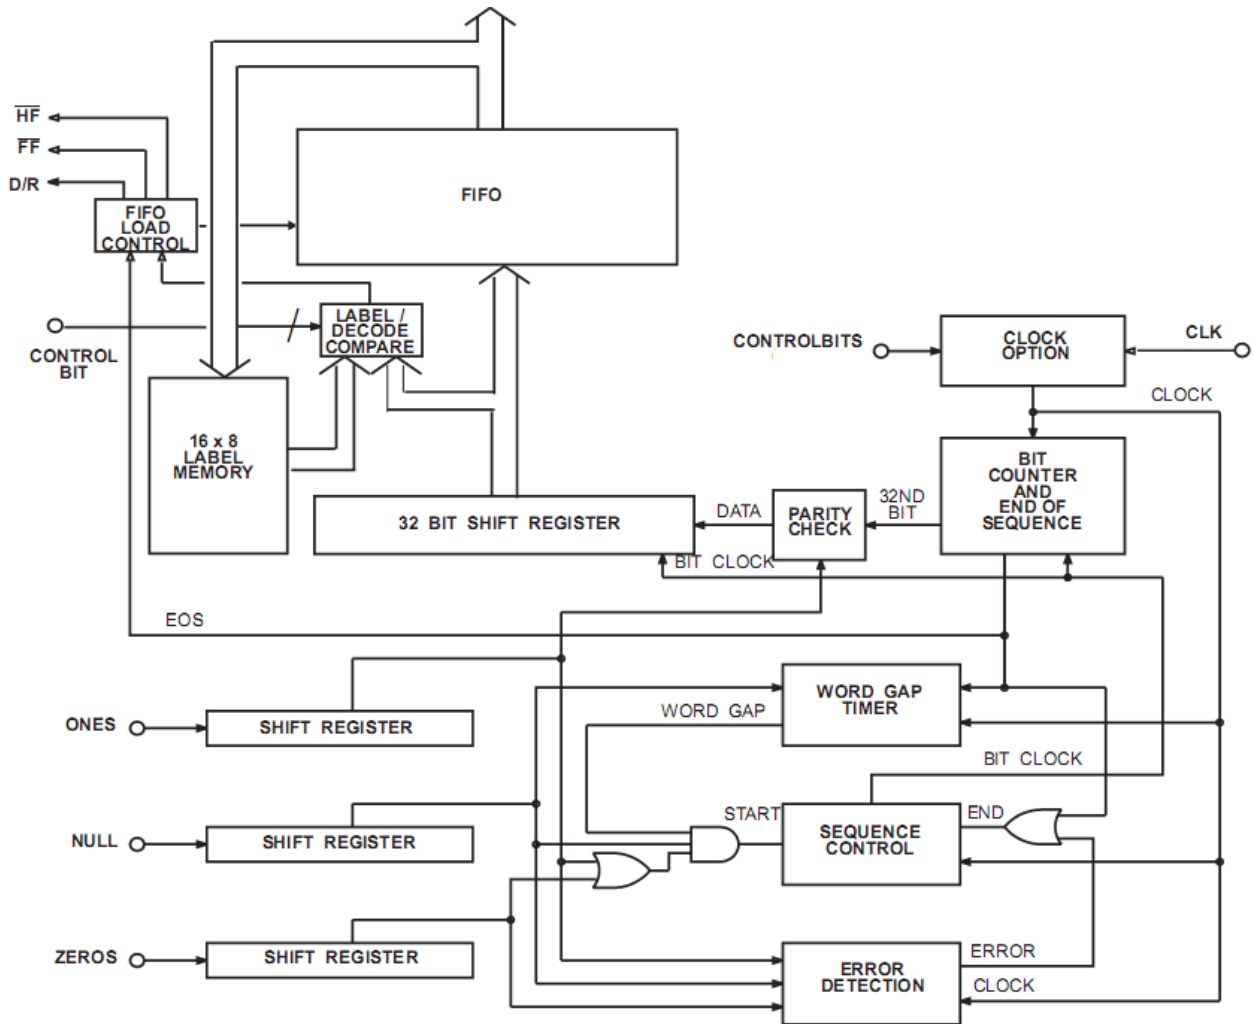 HF
FF
D/R
FIFO
LOAD
CONTROL
FIFO
LABEL /
DECODE
COMPARE
CONTROL
BIT
16 x 8
LABEL
MEMORY
CONTROLBITS
CLOCK
OPTION
CLK
CLOCK
BIT
COUNTER
AND
END OF
SEQUENCE
32ND
BIT
PARITY
CHECK
DATA
32 BIT SHIFT REGISTER
BIT CLOCK
EOS
ONES
SHIFT REGISTER
WORD GAP
WORD GAP
TIMER
BIT CLOCK
NULL
SHIFT REGISTER
START
SEQUENCE
CONTROL
END
ZEROS
SHIFT REGISTER
ERROR
DETECTION
ERROR
CLOCK